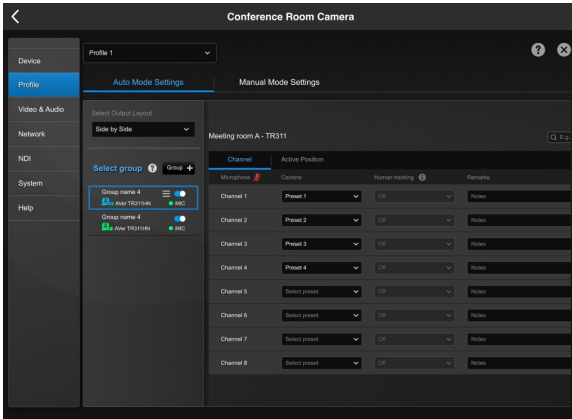 Conference Room Camera
Device
Profile
Video & Audio
Network
NDI
System
Help
Profile 1
Auto Mode Settings
Manual Mode Settings
Select Output Layout
Side by Side
Select group
Group +
Group name 4
AVer TR311HN
MIC
Group name 4
AVer TR311HN
MIC
Meeting room A - TR311
E.g.
Channel
Active Position
Microphone
Camera
Human tracking
Remarks
Channel 1
Preset 1
Off
Notes
Channel 2
Preset 2
Off
Notes
Channel 3
Preset 3
Off
Notes
Channel 4
Preset 4
Off
Notes
Channel 5
Select preset
Off
Notes
Channel 6
Select preset
Off
Notes
Channel 7
Select preset
Off
Notes
Channel 8
Select preset
Off
Notes